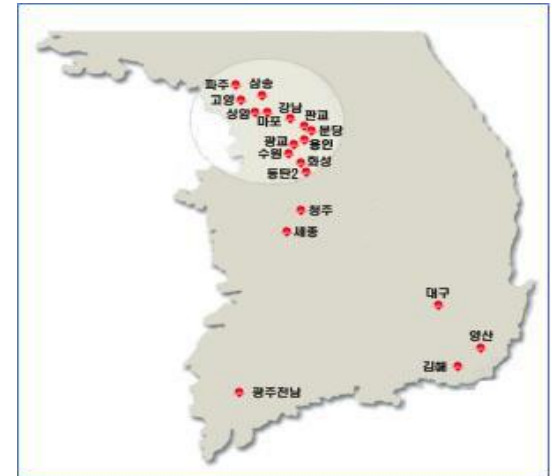 파주 삼송
고양
상암 마포 강남 판교
분당
광교 용인
수원
화성
동탄2
청주
세종
대구
양산
김해
광주전남